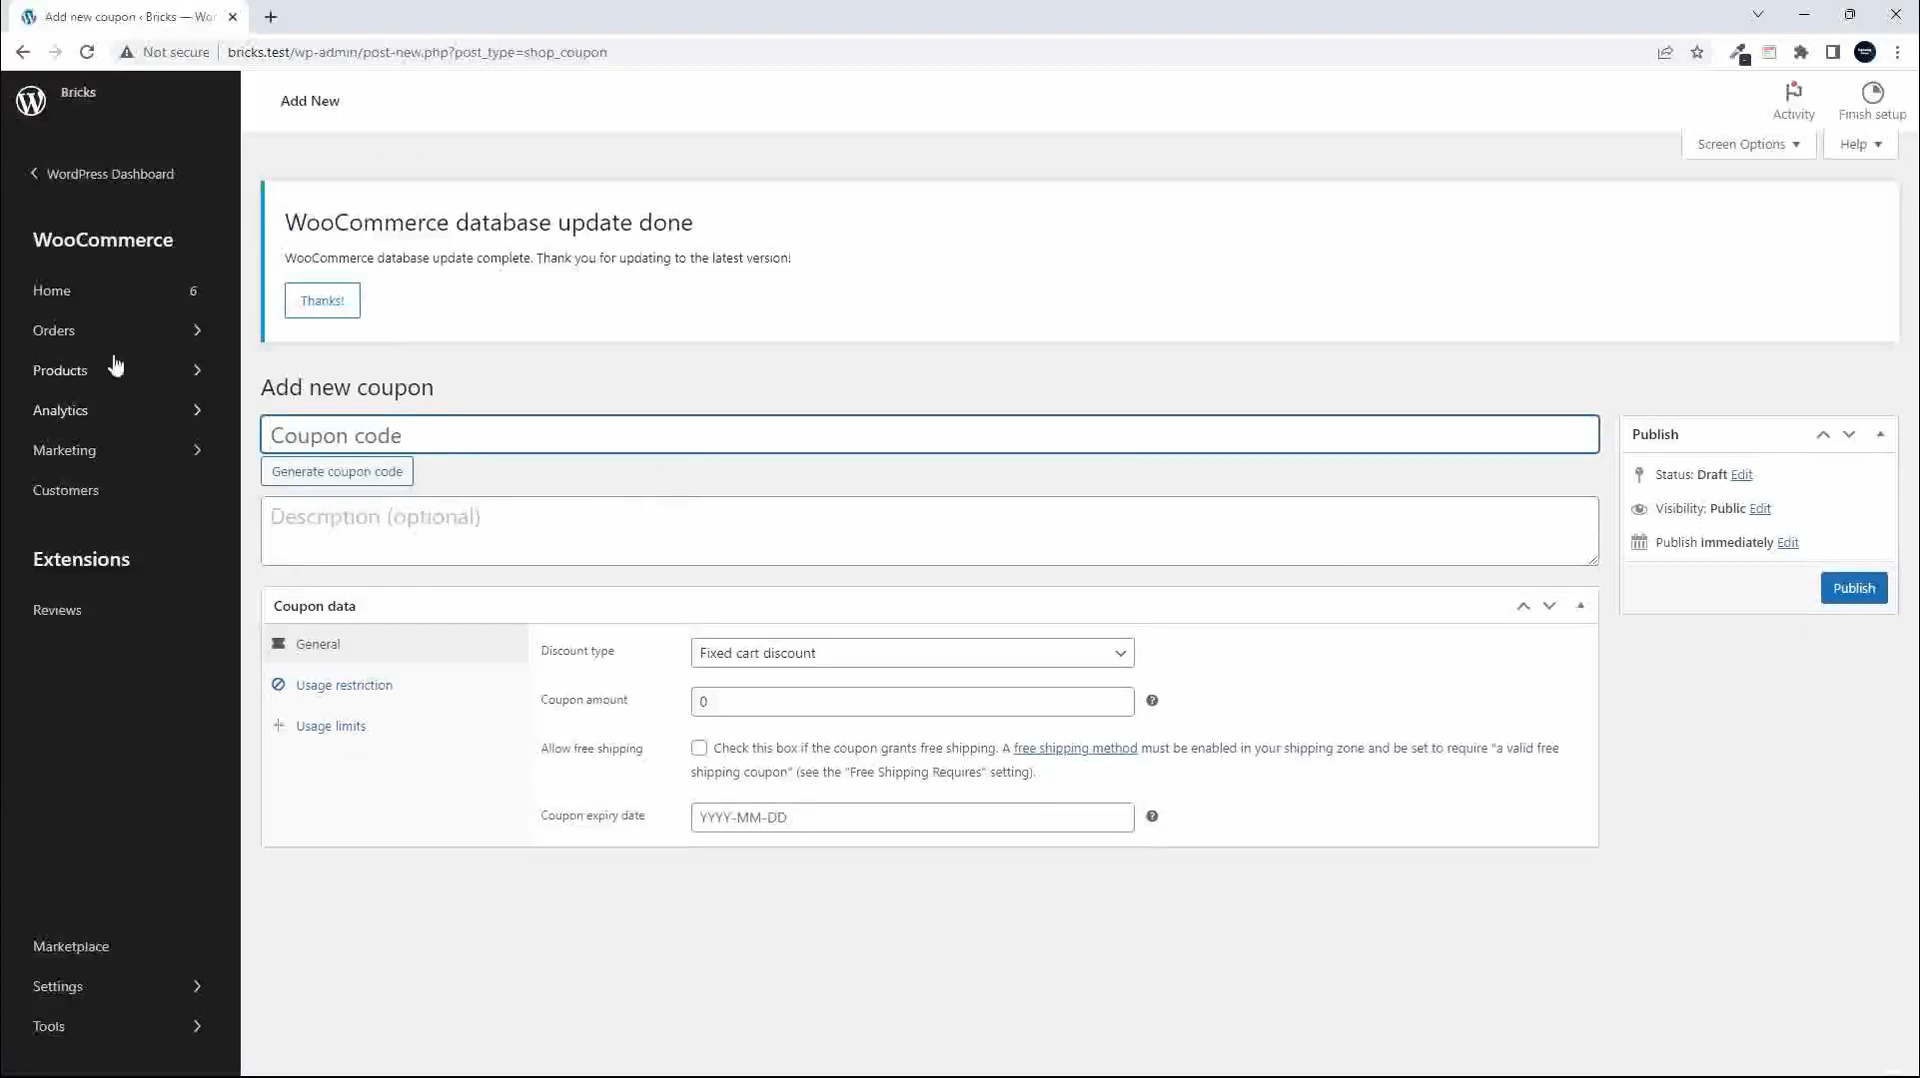 Add new coupon ‹ Bricks — Wor
Not secure
bricks.test/wp-admin/post-new.php?post_type=shop_coupon
Bricks
Add New
Activity
Finish setup
Screen Options
Help
WordPress Dashboard
WooCommerce
Home 6
Orders
Products
Analytics
Marketing
Customers
Extensions
Reviews
Marketplace
Settings
Tools
WooCommerce database update done
WooCommerce database update complete. Thank you for updating to the latest version!
Thanks!
Add new coupon
Coupon code
Generate coupon code
Description (optional)
Coupon data
General
Usage restriction
Usage limits
Discount type
Fixed cart discount
Coupon amount
0
Allow free shipping
Check this box if the coupon grants free shipping. A free shipping method must be enabled in your shipping zone and be set to require "a valid free
shipping coupon" (see the "Free Shipping Requires" setting).
Coupon expiry date
YYYY-MM-DD
Publish
Status: Draft Edit
Visibility: Public Edit
Publish immediately Edit
Publish